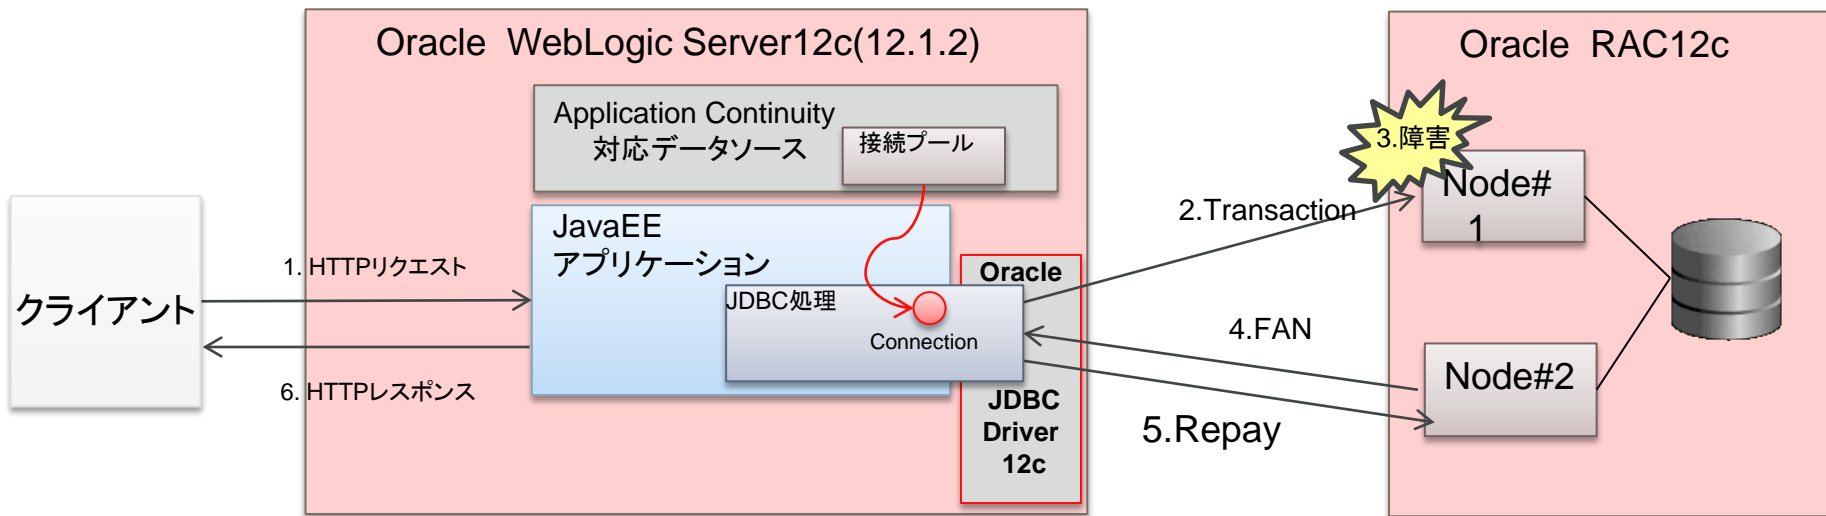 Oracle WebLogic Server12c(12.1.2)
Oracle RAC12c
Application Continuity
対応データソース
接続プール
3.障害
Node#
1
2.Transaction
JavaEE
アプリケーション
1. HTTPリクエスト
Oracle
クライアント
JDBC処理
Connection
4.FAN
Node#2
6. HTTPレスポンス
JDBC
Driver
12c
5.Repay